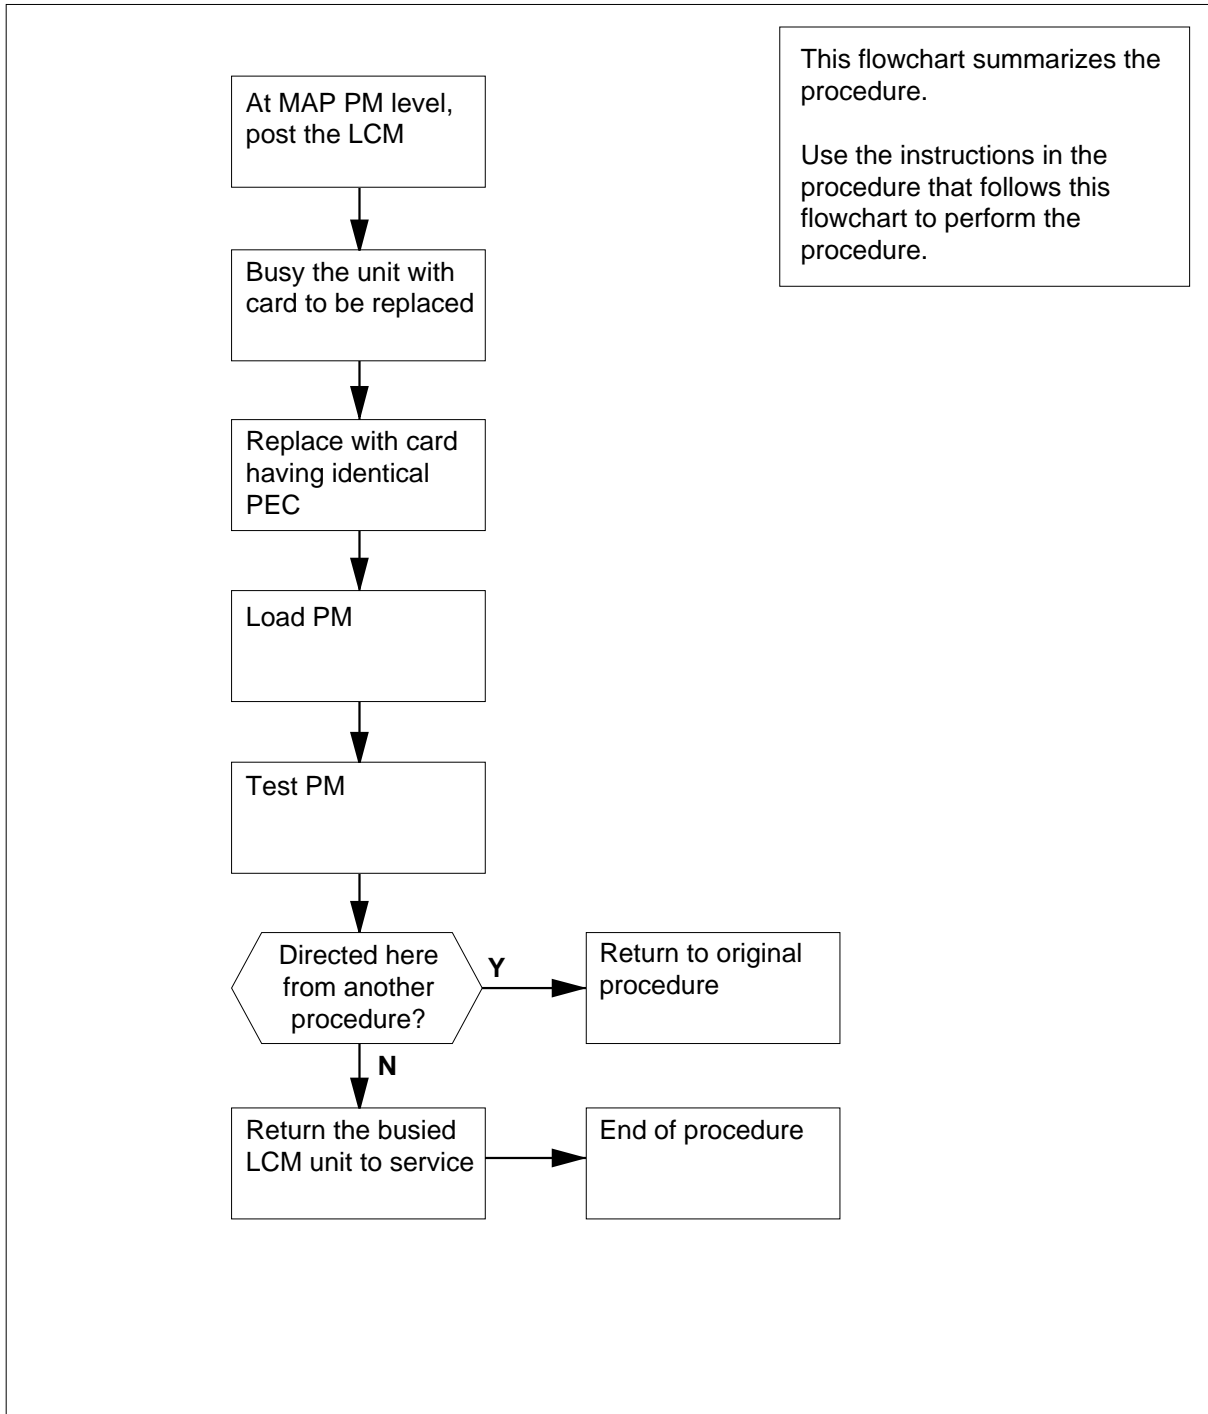 This flowchart summarizes the
procedure.
Use the instructions in the
procedure that follows this
flowchart to perform the
procedure.
At MAP PM level,
post the LCM
Busy the unit with
card to be replaced
Replace with card
having identical
PEC
Load PM
Test PM
Directed here
from another
procedure?
Y
Return to original
procedure
N
Return the busied
LCM unit to service
End of procedure